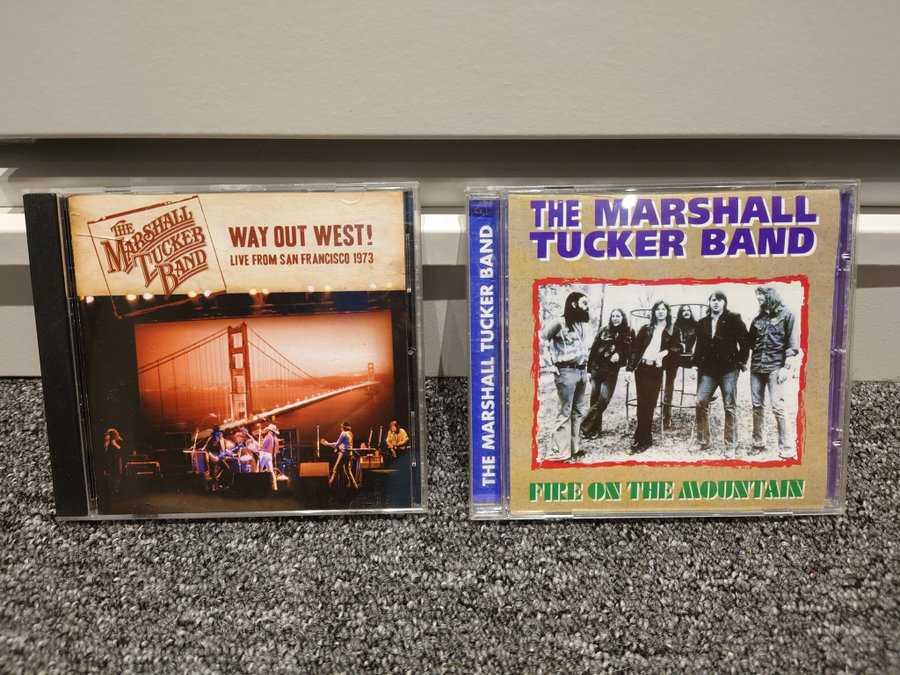 THE
MARSHALL
TUCKER
BAND
WAY OUT WEST!
LIVE FROM SAN FRANCISCO 1973
THE MARSHALL TUCKER BAND
THE MARSHALL
TUCKER BAND
FIRE ON THE MOUNTAIN